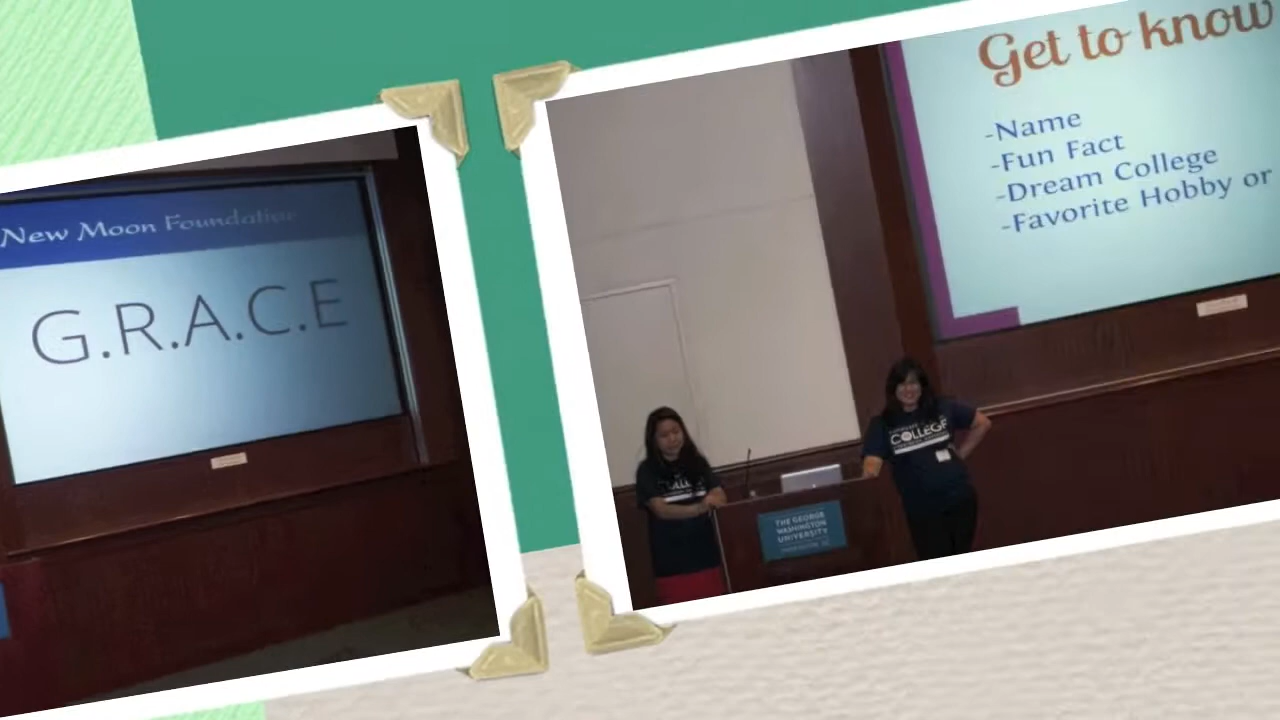 New Moon Foundation
G.R.A.C.E
Get to know
-Name
-Fun Fact
-Dream College
-Favorite Hobby or
COLLEGE
THE GEORGE
WASHINGTON
UNIVERSITY